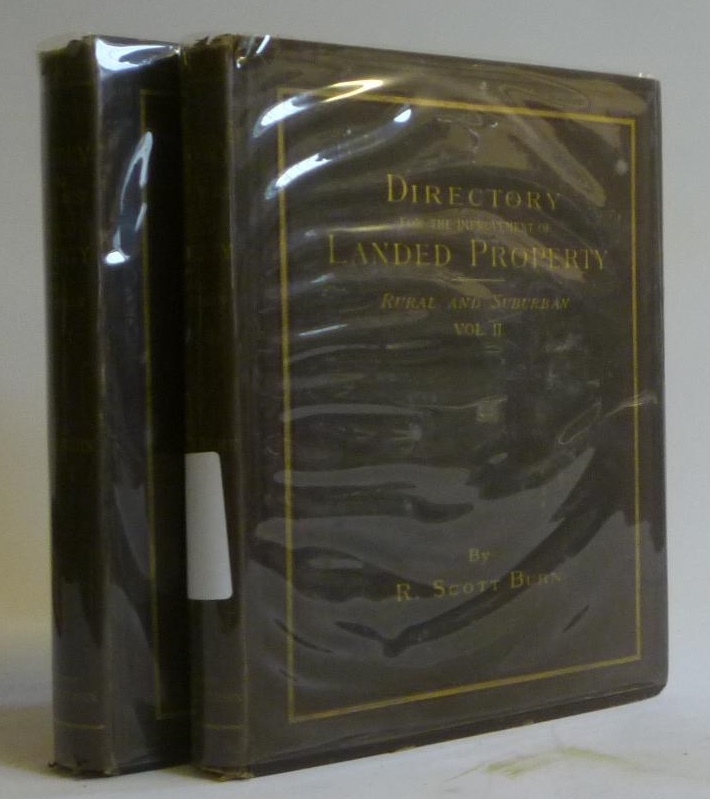 DIRECTORY
FOR THE IMPROVEMENT OF
LANDED PROPERTY
RURAL AND SUBURBAN
VOL. II
By
R. SCOTT BURN